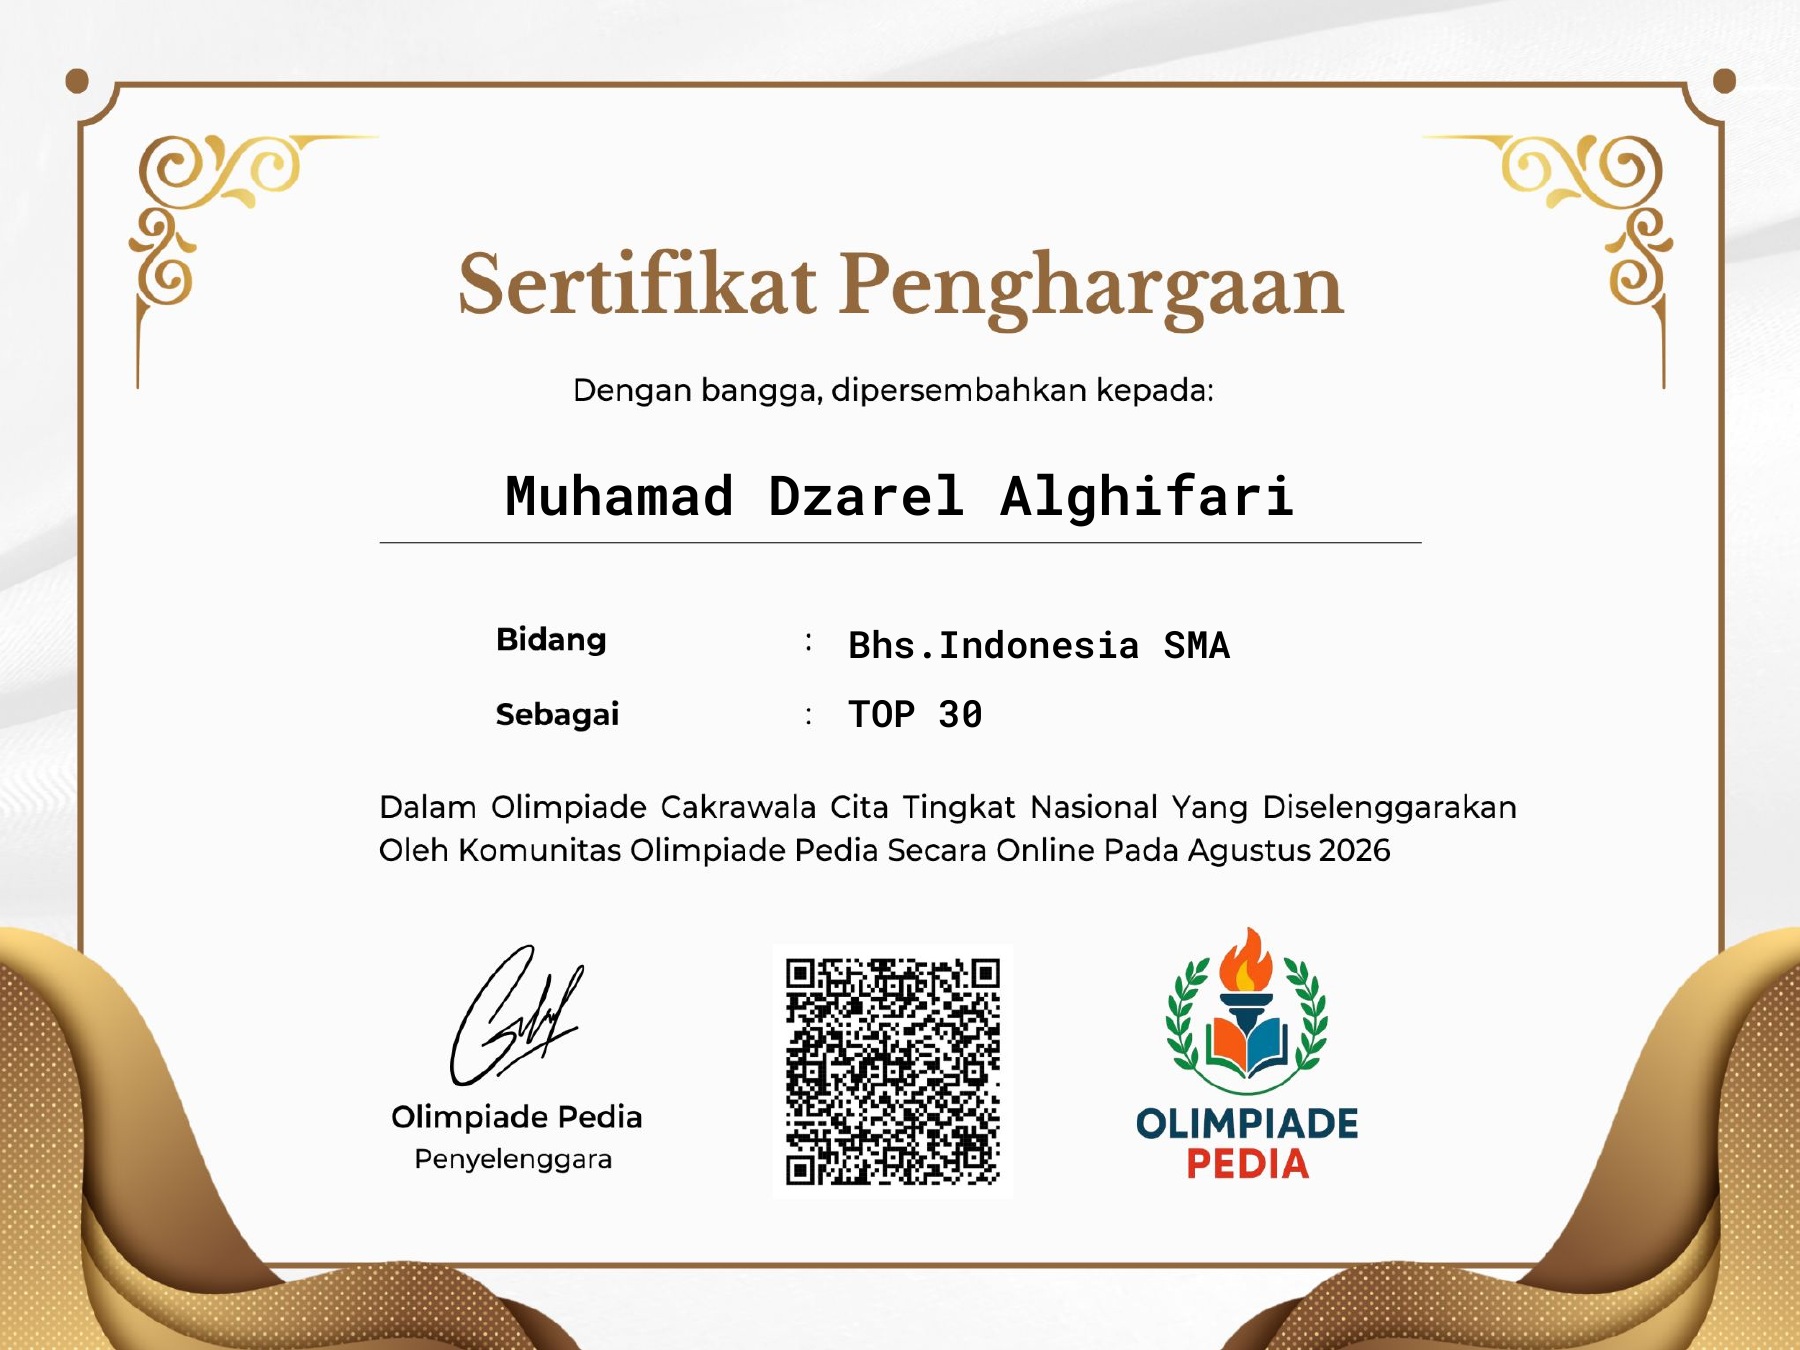 Sertifikat Penghargaan
Dengan bangga, dipersembahkan kepada:
Muhamad Dzarel Alghifari
Bidang : Bhs.Indonesia SMA
Sebagai : TOP 30
Dalam Olimpiade Cakrawala Cita Tingkat Nasional Yang Diselenggarakan
Oleh Komunitas Olimpiade Pedia Secara Online Pada Agustus 2026
Olimpiade Pedia
Penyelenggara
OLIMPIADE
PEDIA